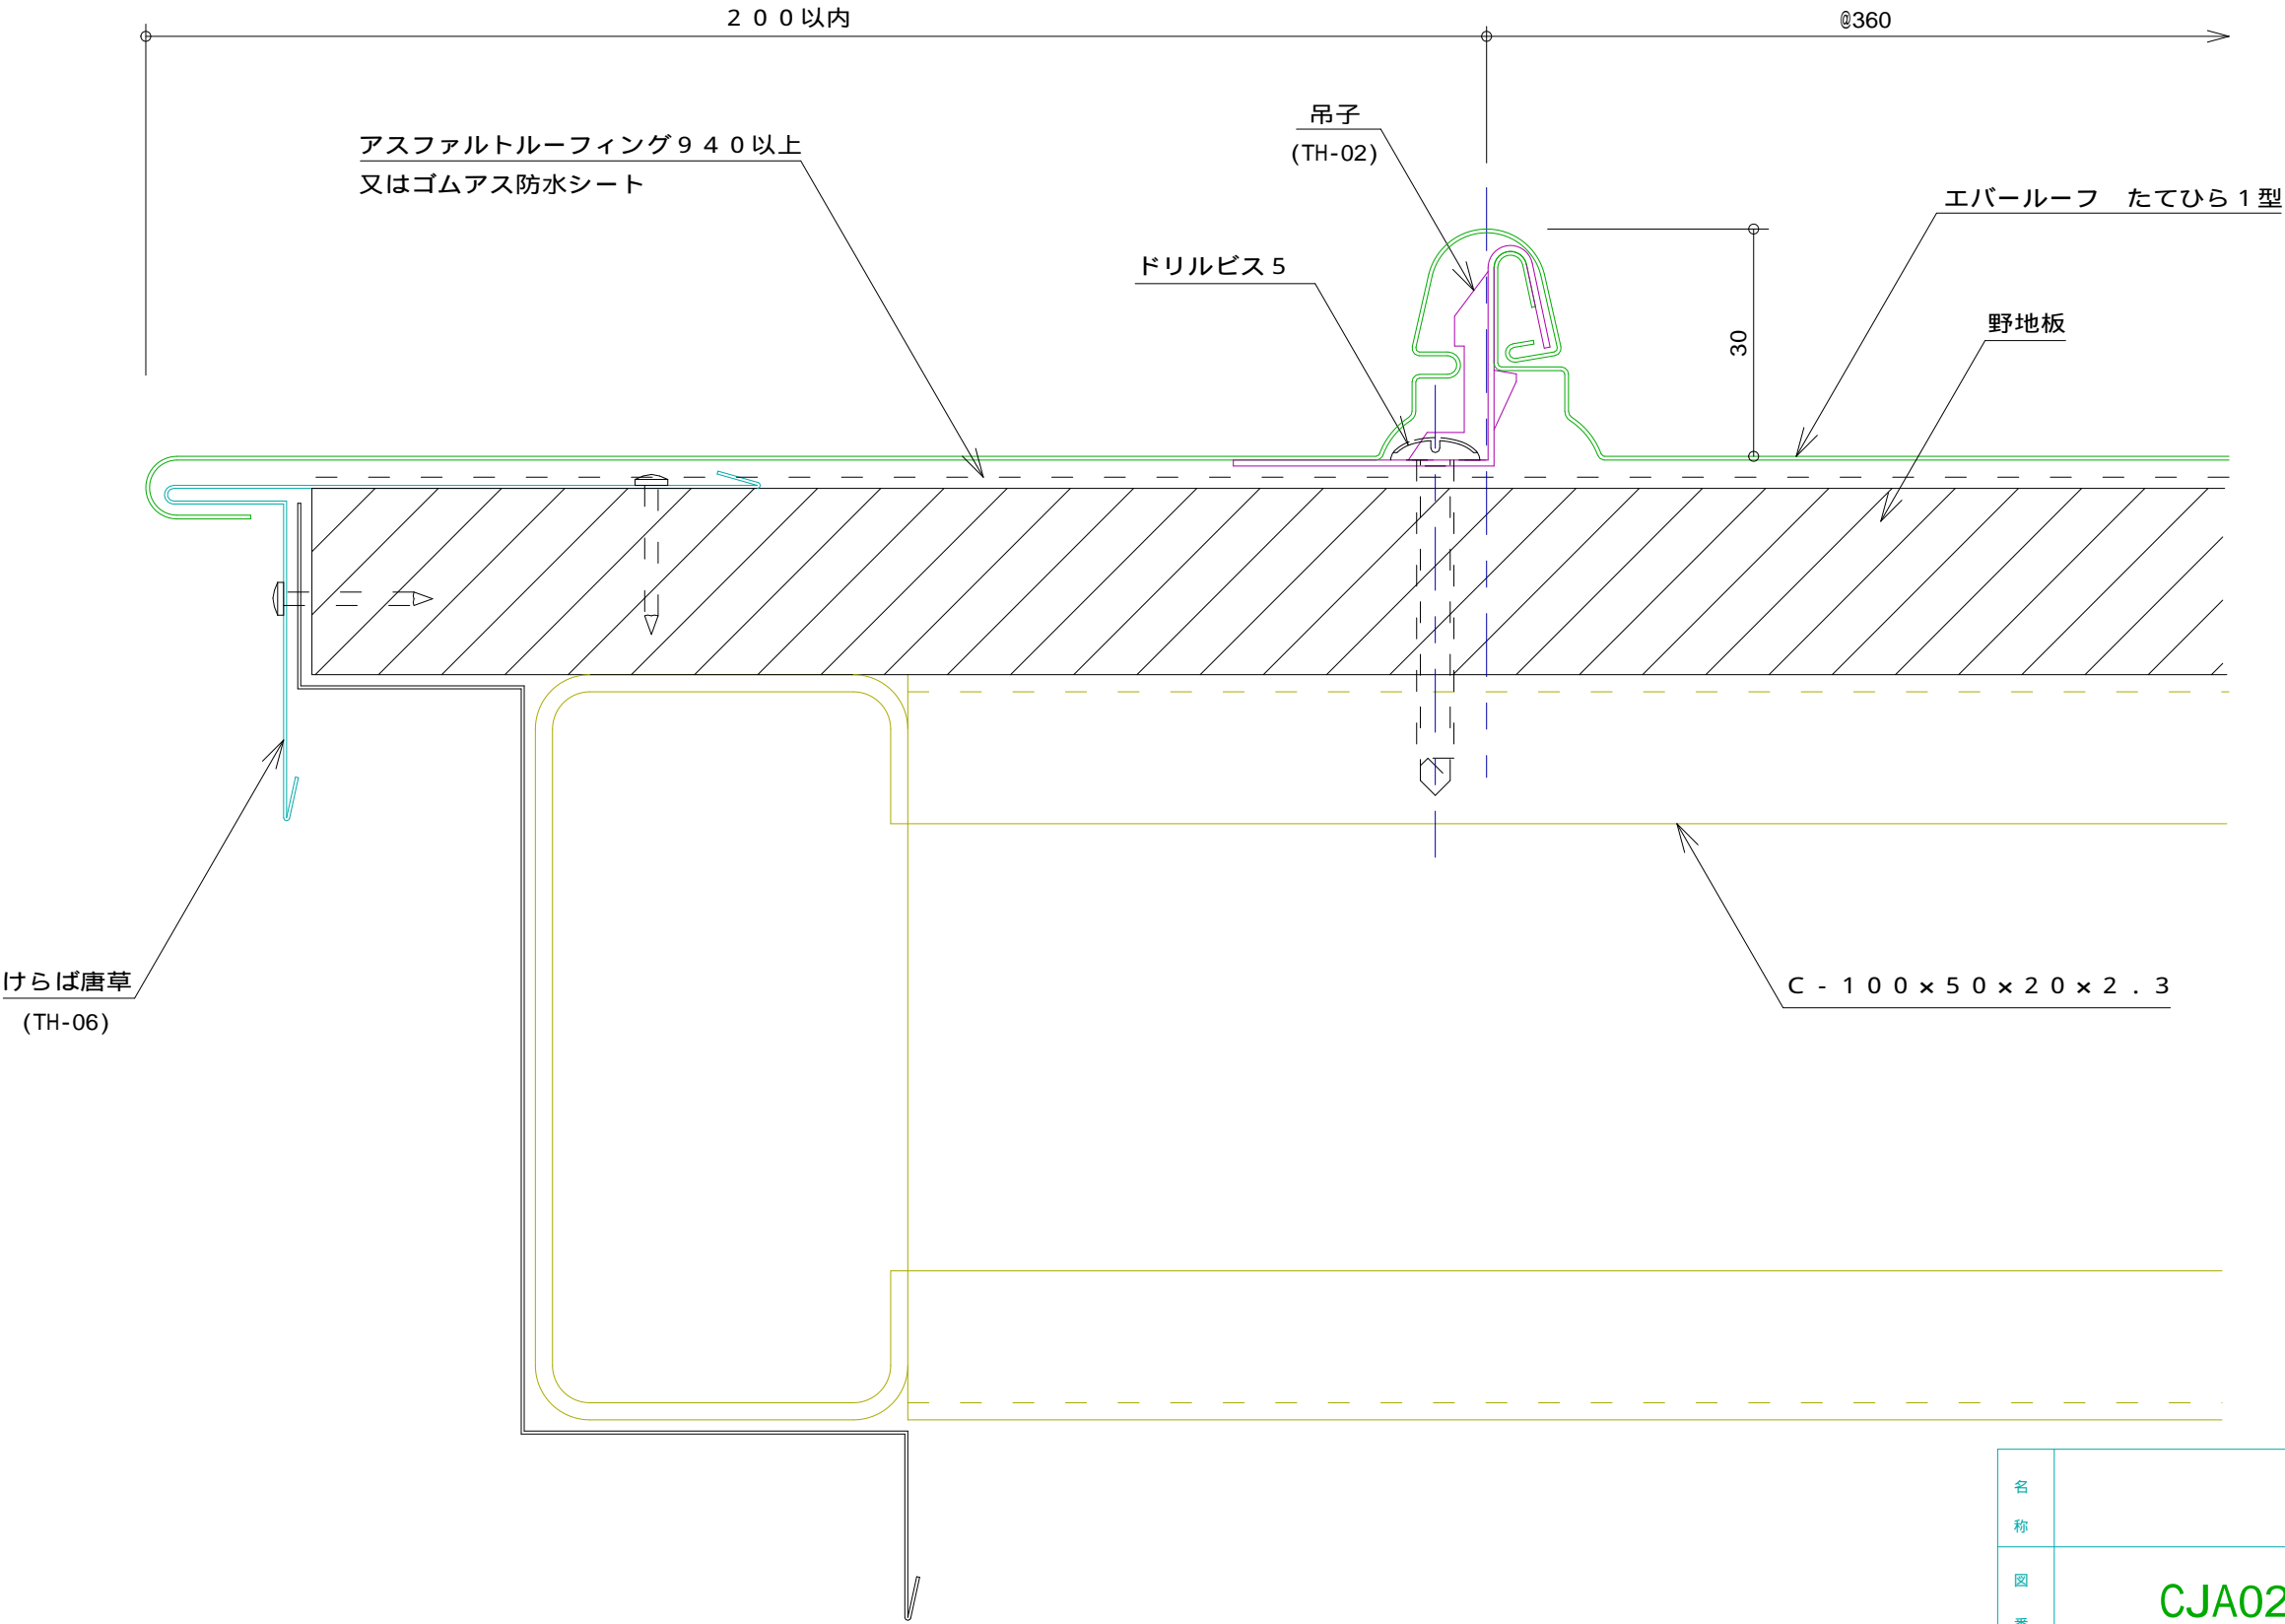 ２００以内
@360
吊子
(TH-02)
アスファルトルーフィング９４０以上
又はゴムアス防水シート
エバールーフ　たてひら１型
ドリルビス５
野地板
30
けらば唐草
(TH-06)
Ｃ-１００×５０×２０×２．３
名
称
図
CJA02